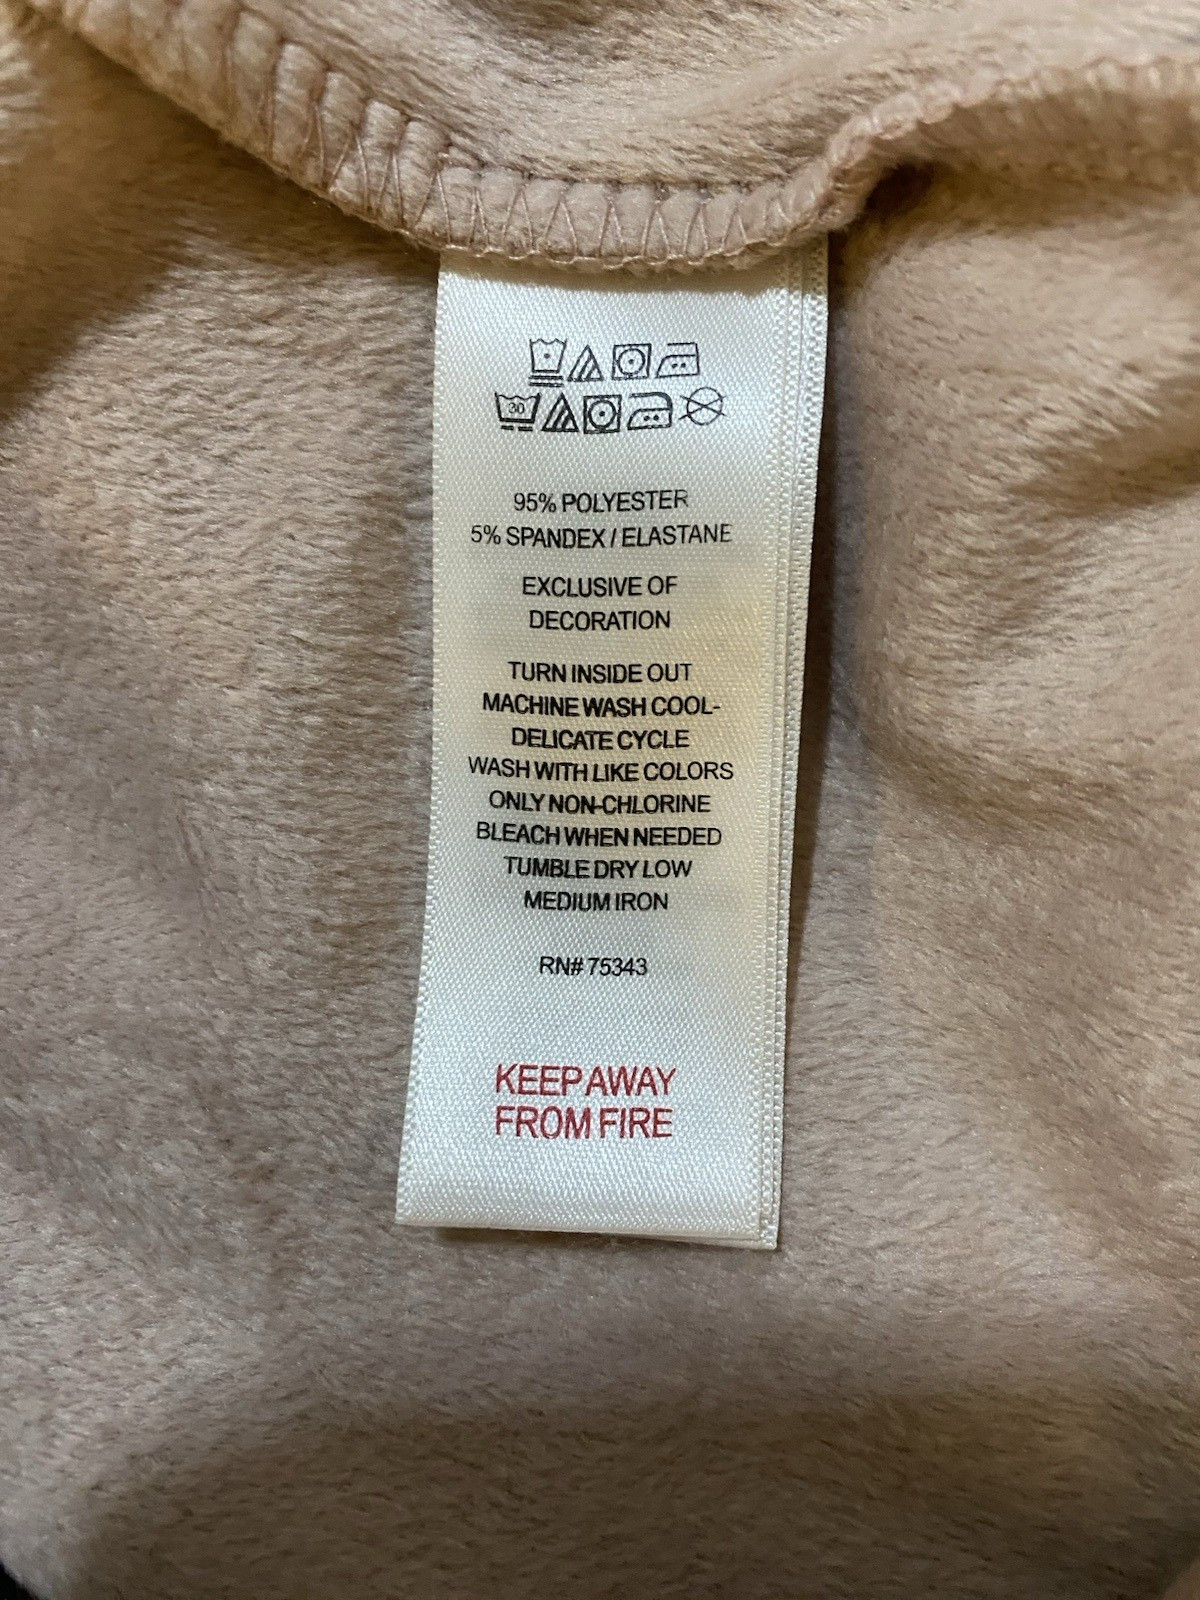 30
95% POLYESTER
5% SPANDEX / ELASTANE
EXCLUSIVE OF
DECORATION
TURN INSIDE OUT
MACHINE WASH COOL-
DELICATE CYCLE
WASH WITH LIKE COLORS
ONLY NON-CHLORINE
BLEACH WHEN NEEDED
TUMBLE DRY LOW
MEDIUM IRON
RN# 75343
KEEP AWAY
FROM FIRE